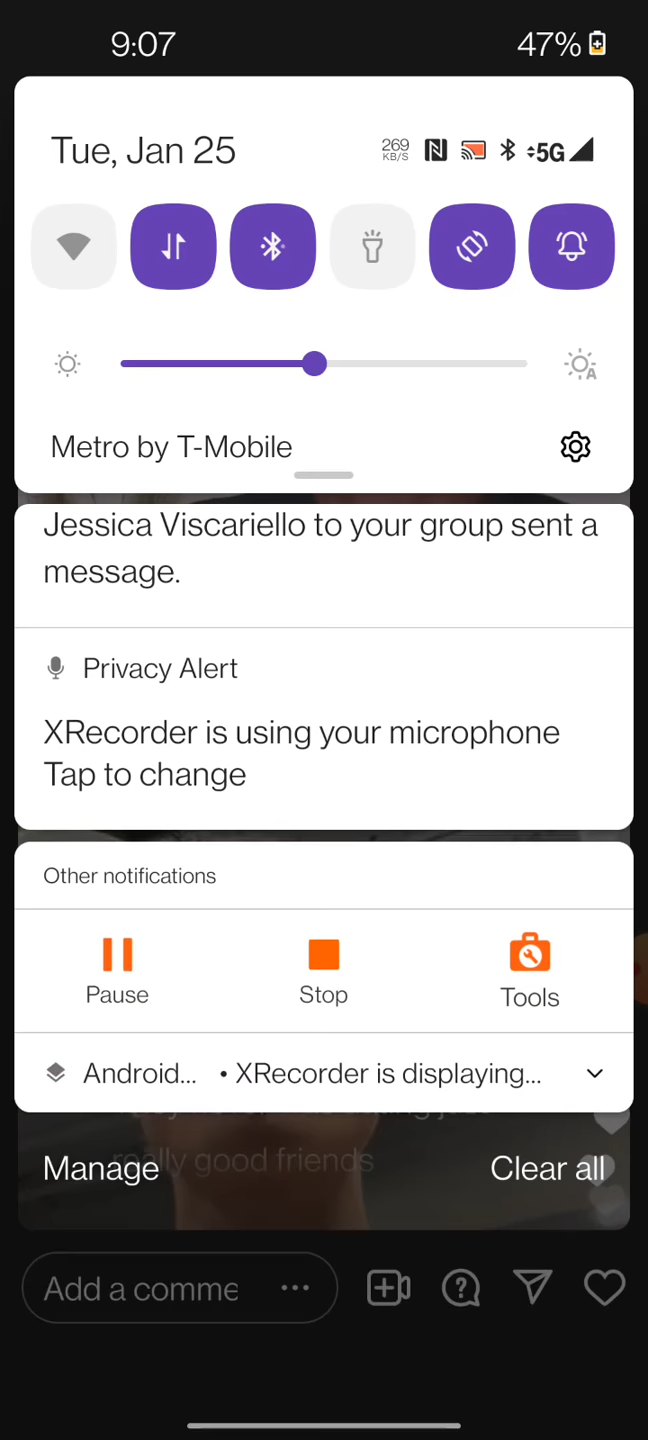 9:07
47%
Tue, Jan 25
269
KB/S
5G
A
Metro by T-Mobile
Jessica Viscariello to your group sent a
message.
Privacy Alert
XRecorder is using your microphone
Tap to change
Other notifications
Pause
Stop
Tools
Android... • XRecorder is displaying...
really good friends
Manage
Clear all
Add a comme